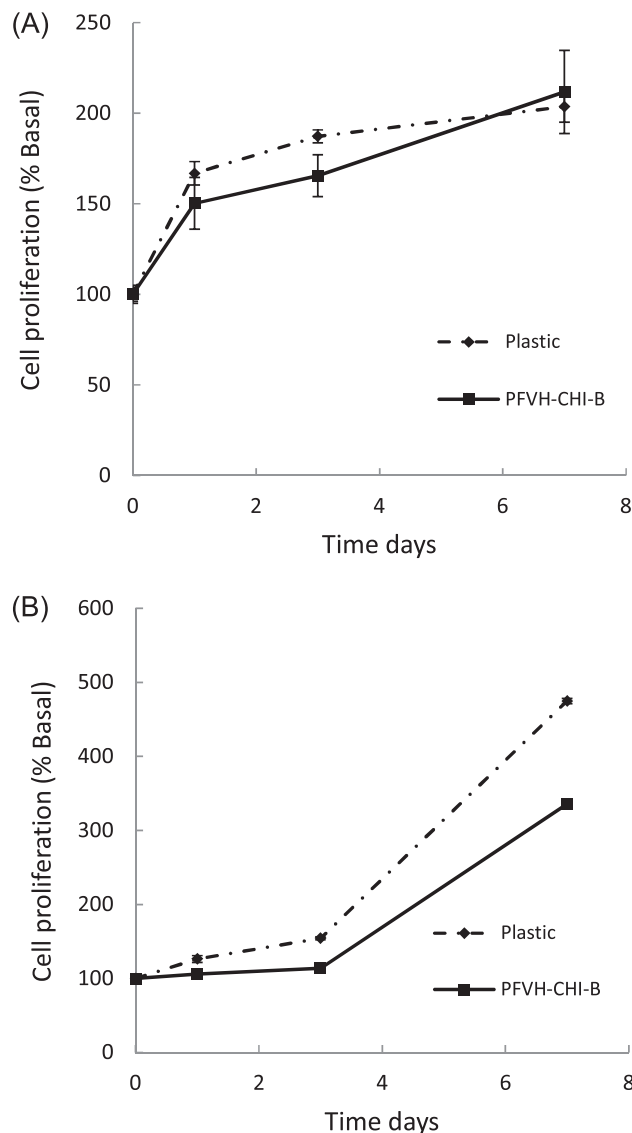 (A)
250
200
150
100
50
0
Cell proliferation (% Basal)
Plastic
PFVH-CHI-B
0 2 4 6 8
Time days
(B)
600
500
400
300
200
100
0
Cell proliferation (% Basal)
Plastic
PFVH-CHI-B
0 2 4 6 8
Time days